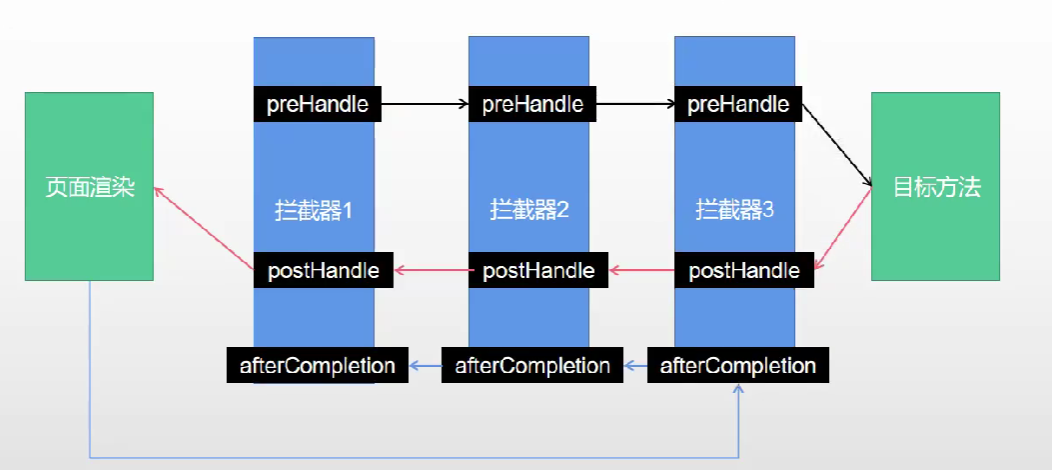 preHandle
preHandle
preHandle
页面渲染
拦截器1
拦截器2
拦截器3
目标方法
postHandle
postHandle
postHandle
afterCompletion
afterCompletion
afterCompletion